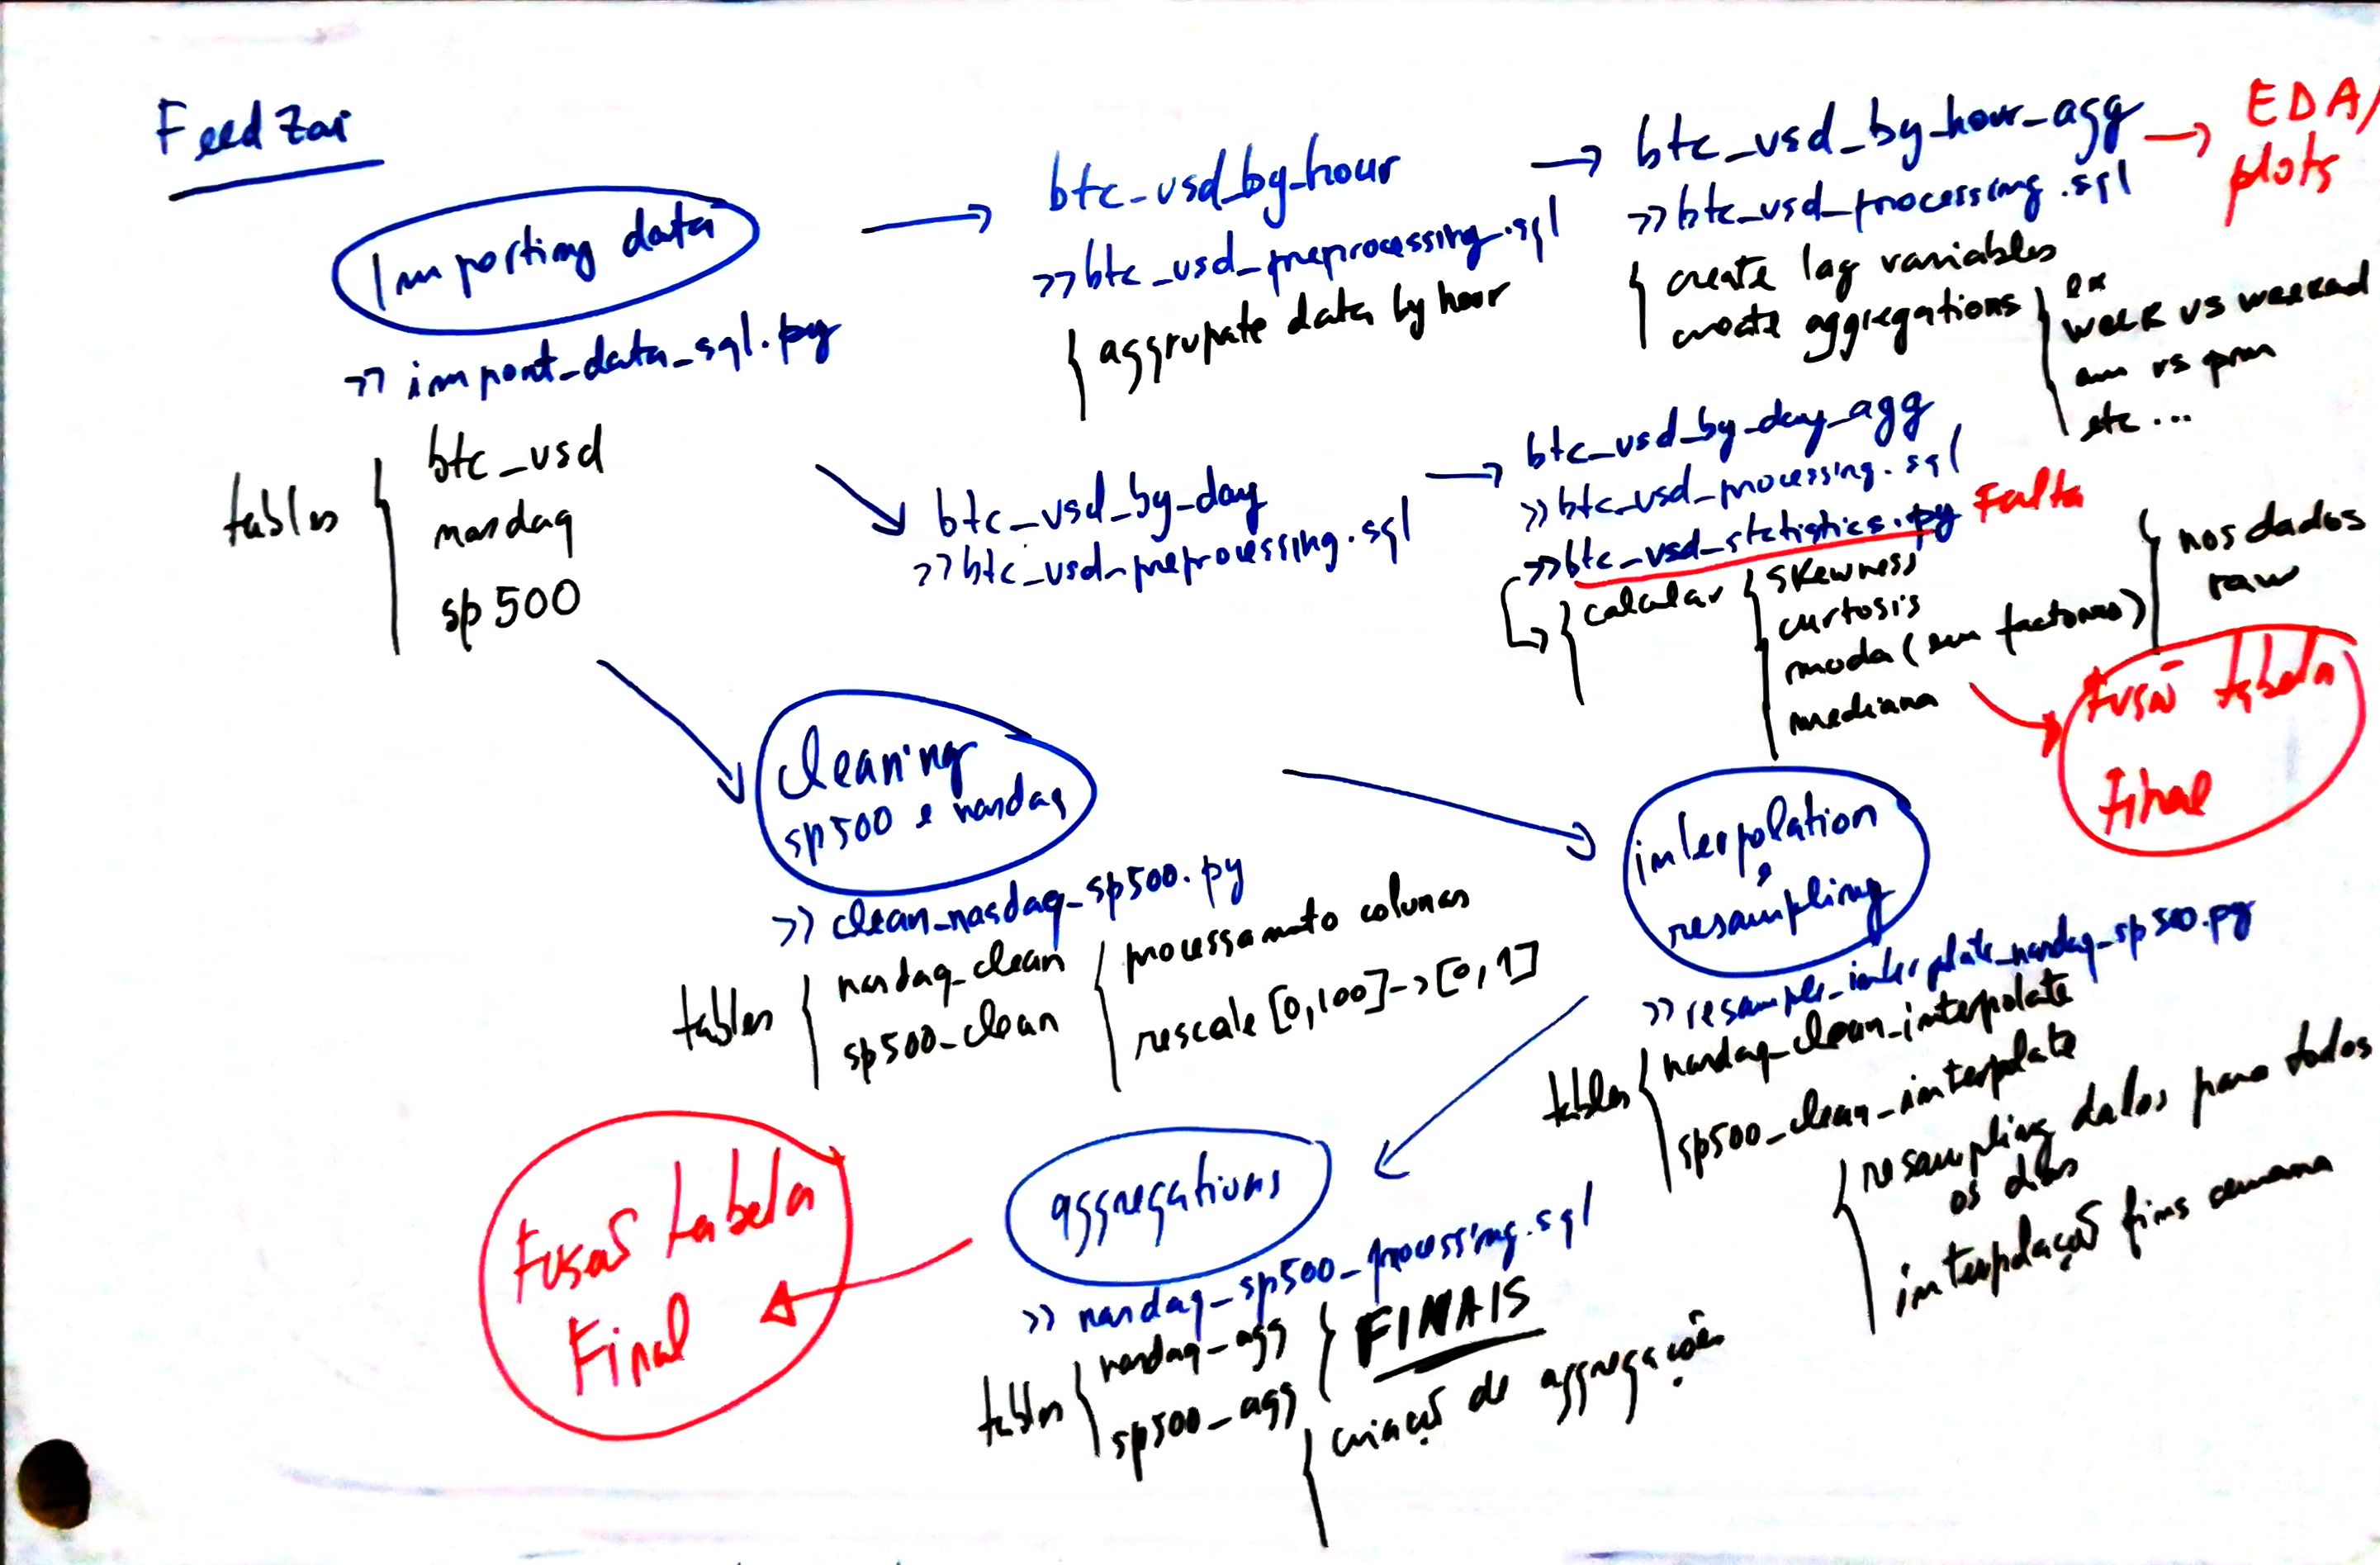 FeedZai
Importing data
>> import_data_sql.py
tables
btc_usd
nasdaq
sp500
btc_usd_by_hour
>> btc_usd_preprocessing.sql
aggrupate data by hour
btc_usd_by_hour_agg
>> btc_usd_processing.sql
create lag variables
create aggregations
ex
week vs weekend
am vs pm
etc ...
EDA/
plots
btc_usd_by_day
>> btc_usd_preprocessing.sql
btc_usd_by_day_agg
>> btc_usd_processing.sql
>> btc_usd_statistics.py Falta
calcular
skewness
curtosis
moda (sem factores)
mediana
nos dados
raw
Fusão tabela
Final
cleaning
sp500 e nasdaq
>> clean_nasdaq_sp500.py
tables
nasdaq_clean
sp500_clean
processamento colunas
rescale [0,100]->[0,1]
interpolation
e
resampling
>> resample_interpolate_nasdaq_sp500.py
tables
nasdaq_clean_interpolate
sp500_clean_interpolate
resampling dados para todos
os dias
interpolação fins semana
aggregations
>> nasdaq_sp500_processing.sql
tables
nasdaq_agg
sp500_agg
FINAIS
criação de aggregações
Fusão tabela
Final